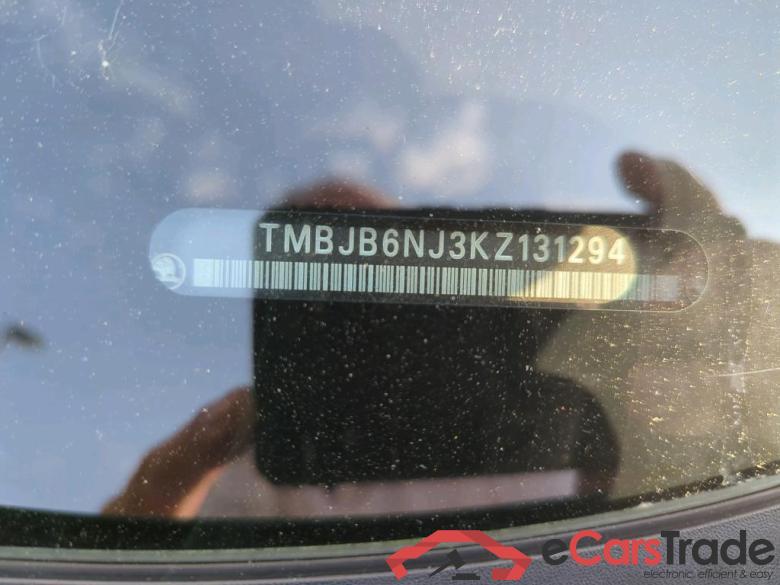 TMBJB6NJ3KZ131294
eCarsTrade
electronic, efficient & easy